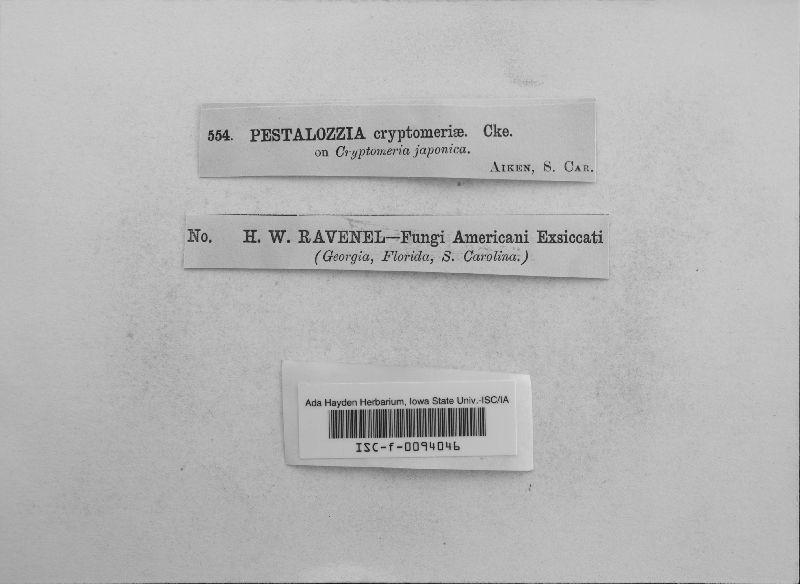 554. PESTALOZZIA cryptomeriæ. Cke.
on Cryptomeria japonica.
AIKEN, S. CAR.
No. H. W. RAVENEL—Fungi Americani Exsiccati
(Georgia, Florida, S. Carolina.)
Ada Hayden Herbarium, Iowa State Univ.-ISC/IA
ISC-f-0094046